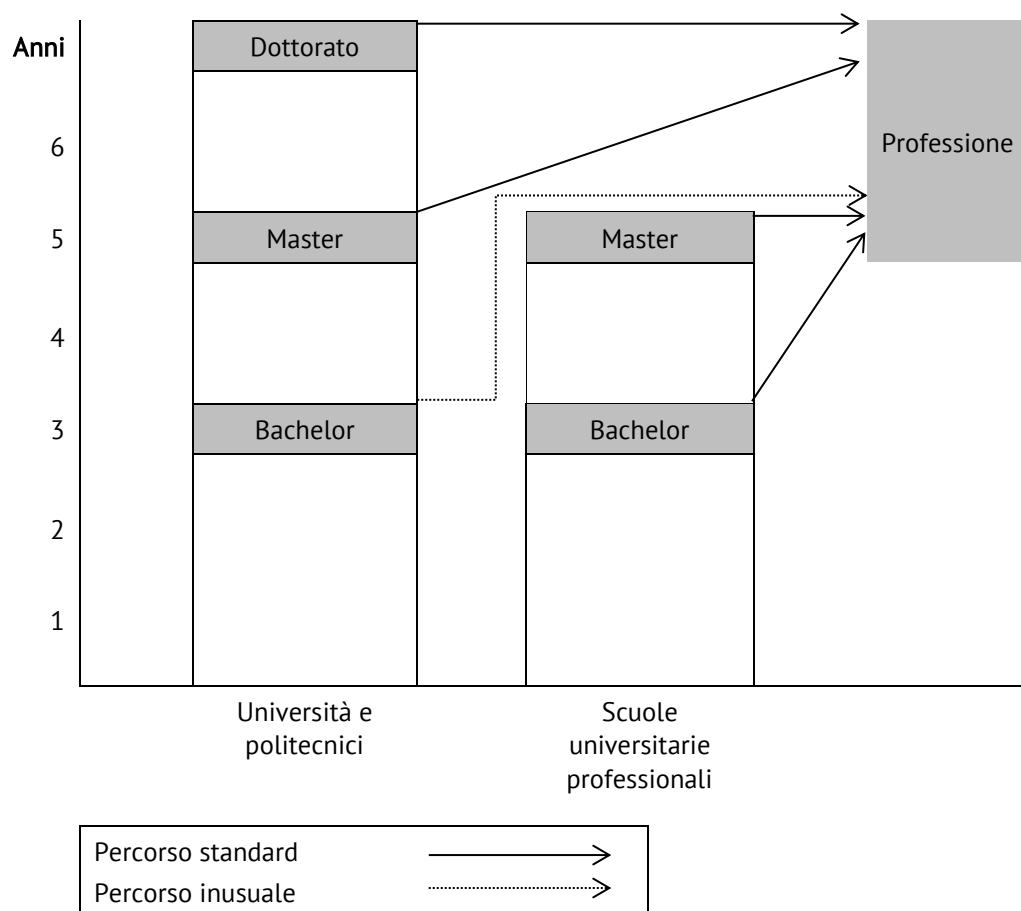 Anni
Dottorato
6
Professione
5
Master
Master
4
3
Bachelor
Bachelor
2
1
Università e
politecnici
Scuole
universitarie
professionali
Percorso standard
Percorso inusuale